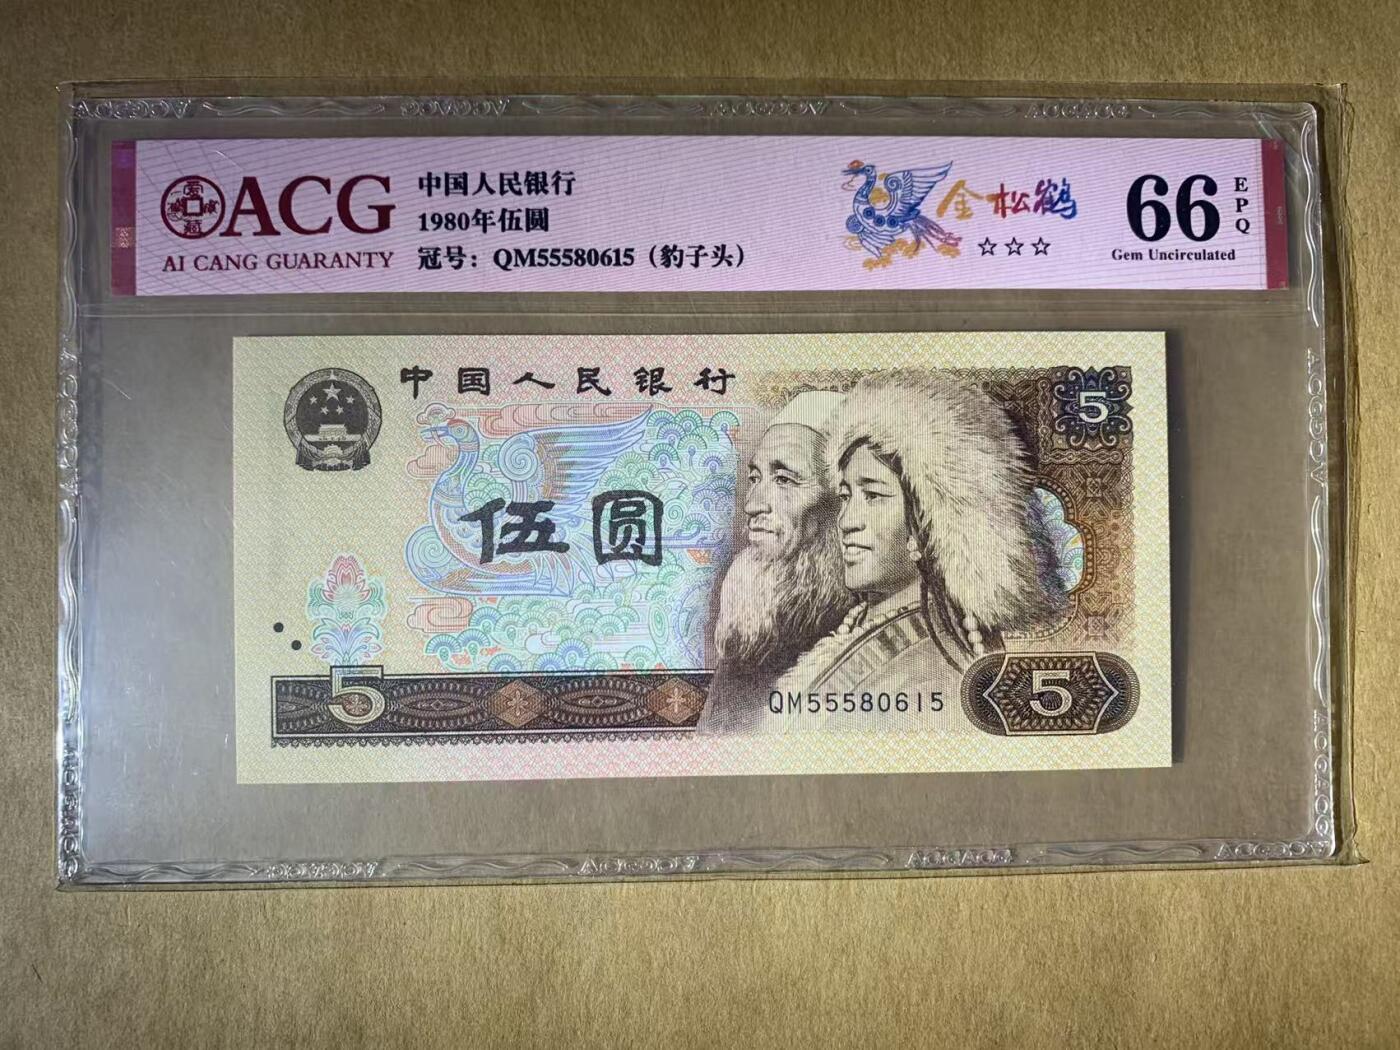 ACG
AI CANG GUARANTY
中国人民银行
1980年伍圆
冠号：QM55580615（豹子头）
金松鹤
☆☆☆
66
EPQ
Gem Uncirculated
中国人民银行
5
伍圆
5
QM55580615
5